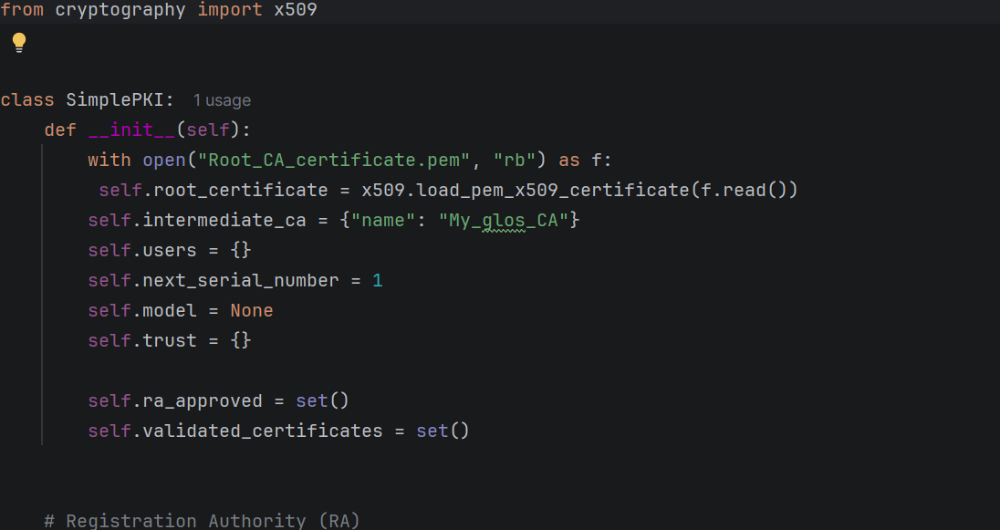 from cryptography import x509
class SimplePKI: 1 usage
    def __init__(self):
        with open("Root_CA_certificate.pem", "rb") as f:
         self.root_certificate = x509.load_pem_x509_certificate(f.read())
        self.intermediate_ca = {"name": "My_glos_CA"}
        self.users = {}
        self.next_serial_number = 1
        self.model = None
        self.trust = {}
        self.ra_approved = set()
        self.validated_certificates = set()
    # Registration Authority (RA)